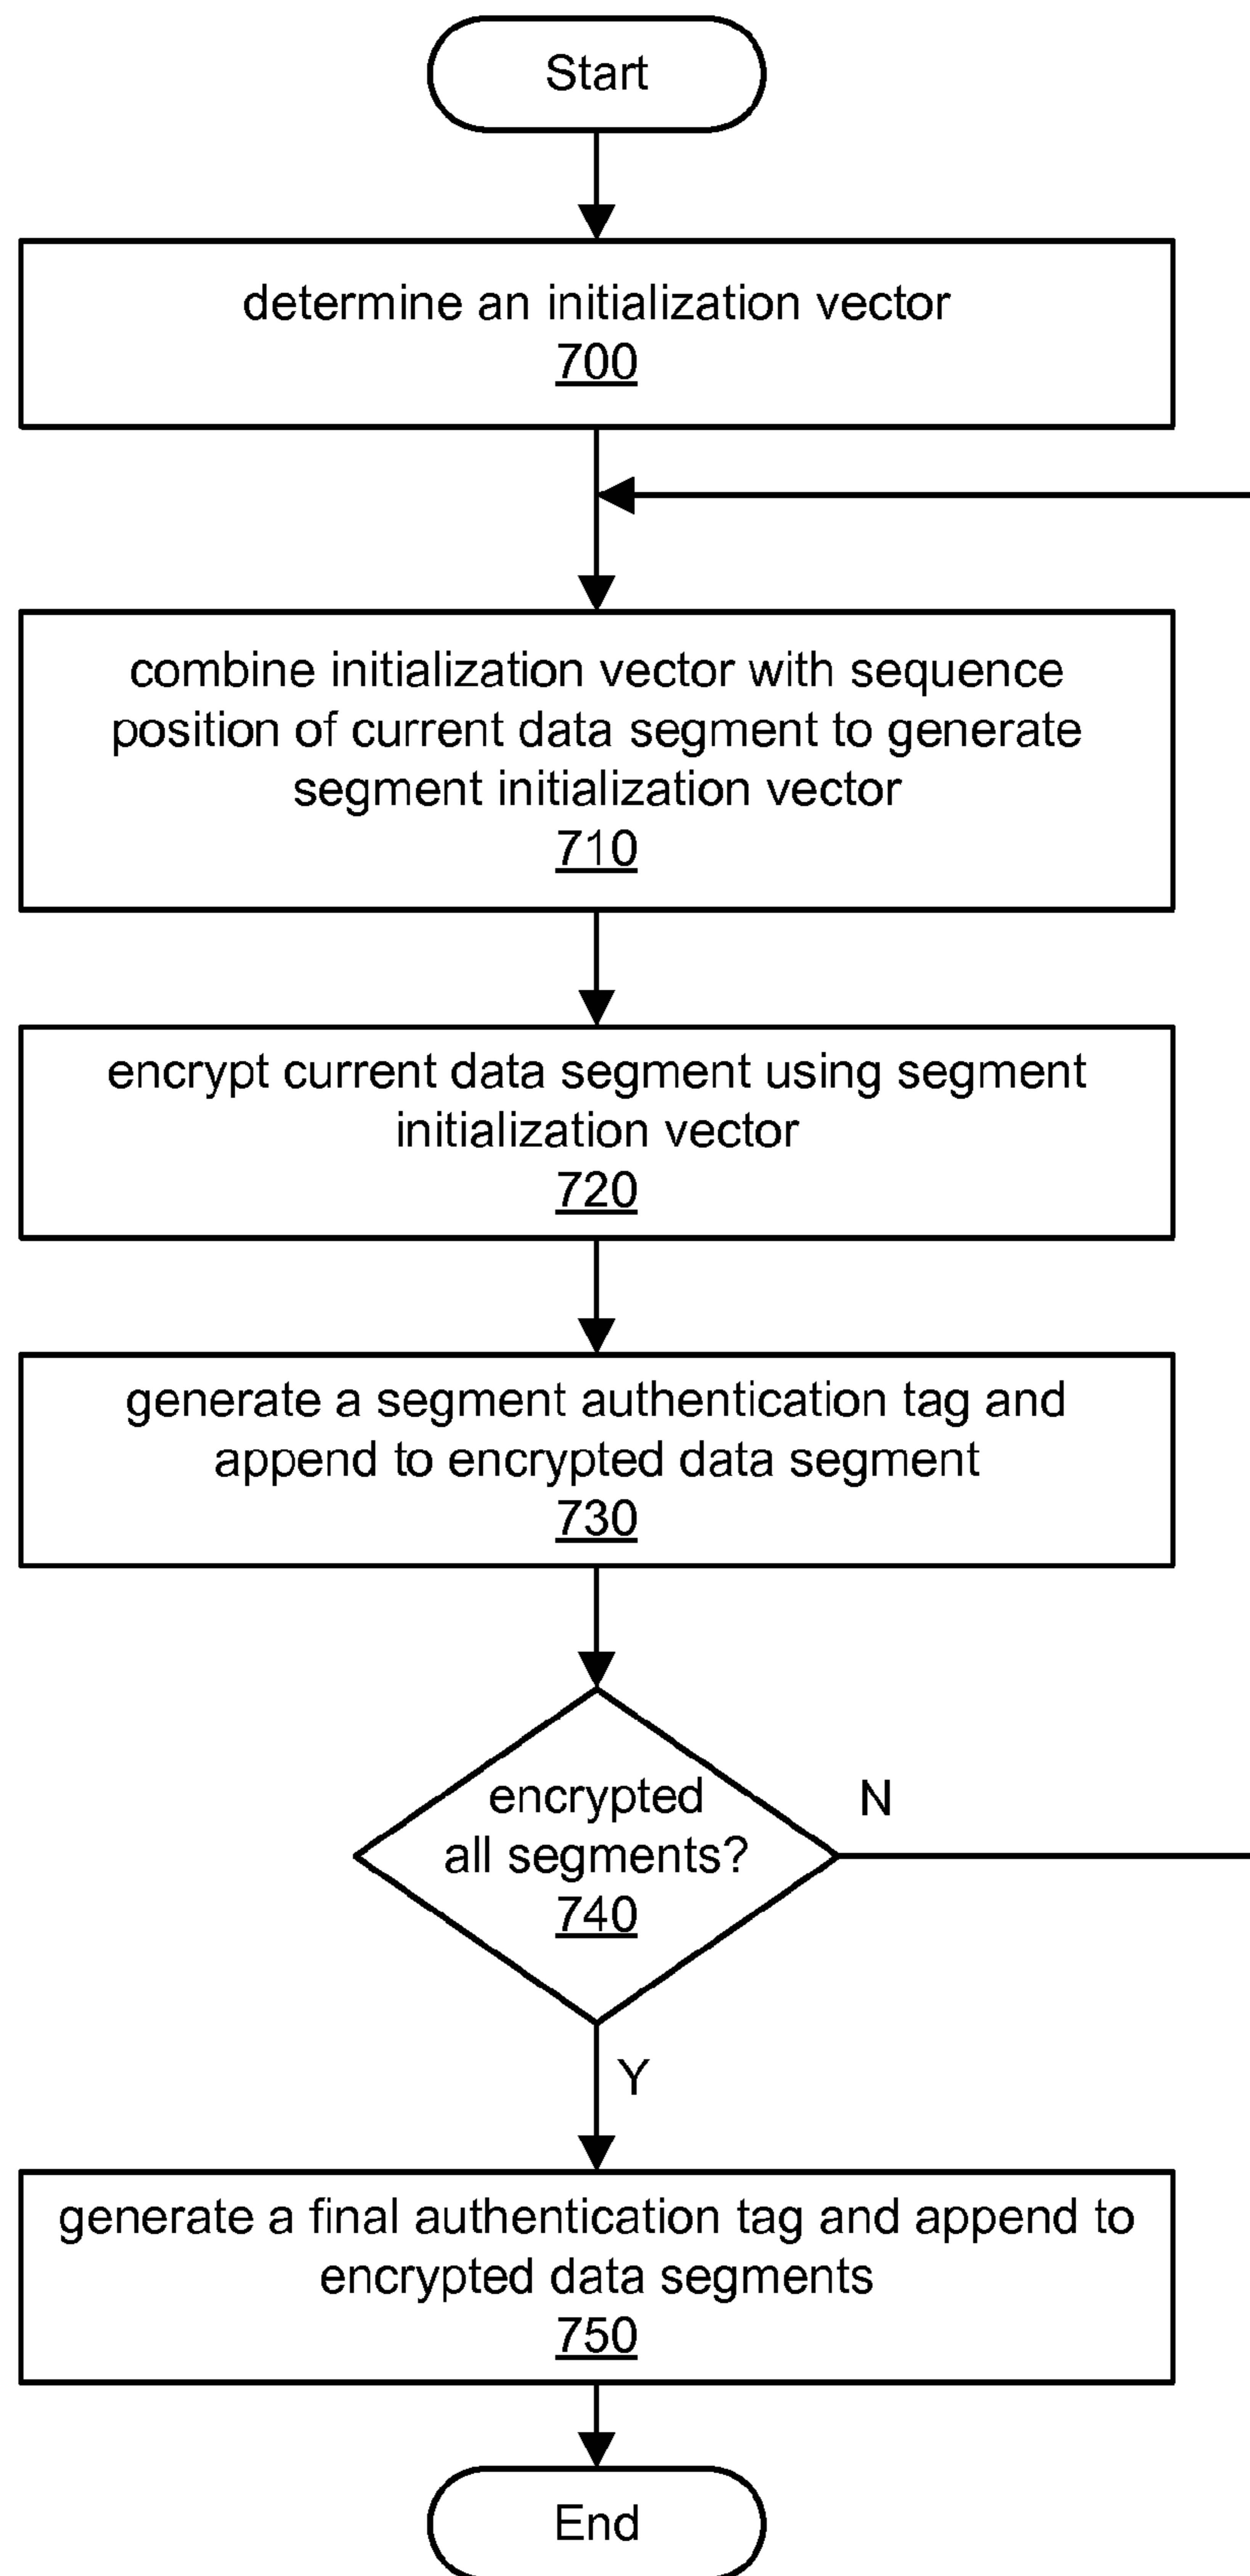 Start
determine an initialization vector
700
combine initialization vector with sequence
position of current data segment to generate
segment initialization vector
710
encrypt current data segment using segment
initialization vector
720
generate a segment authentication tag and
append to encrypted data segment
730
encrypted
all segments?
740
N
Y
generate a final authentication tag and append to
encrypted data segments
750
End